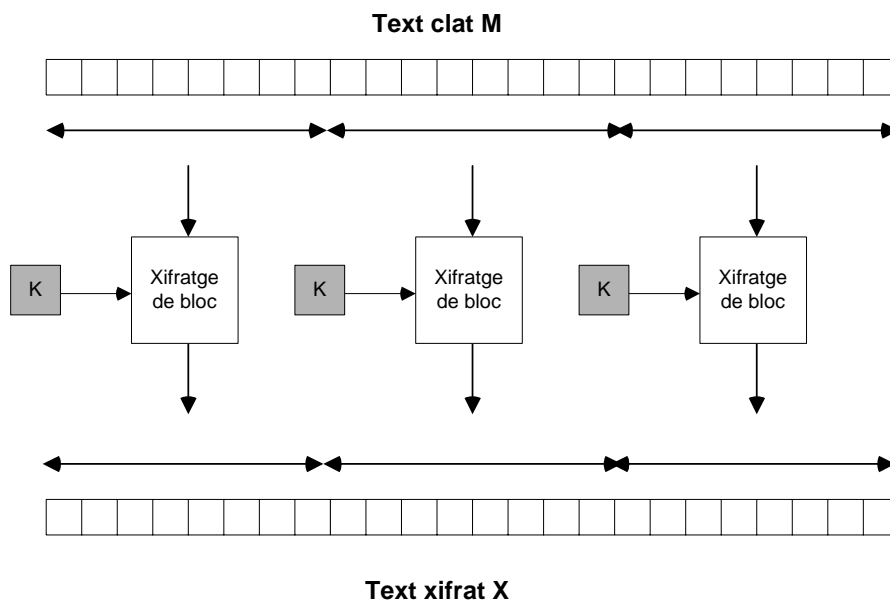 Text clat M
K
Xifratge
de bloc
K
Xifratge
de bloc
K
Xifratge
de bloc
Text xifrat X